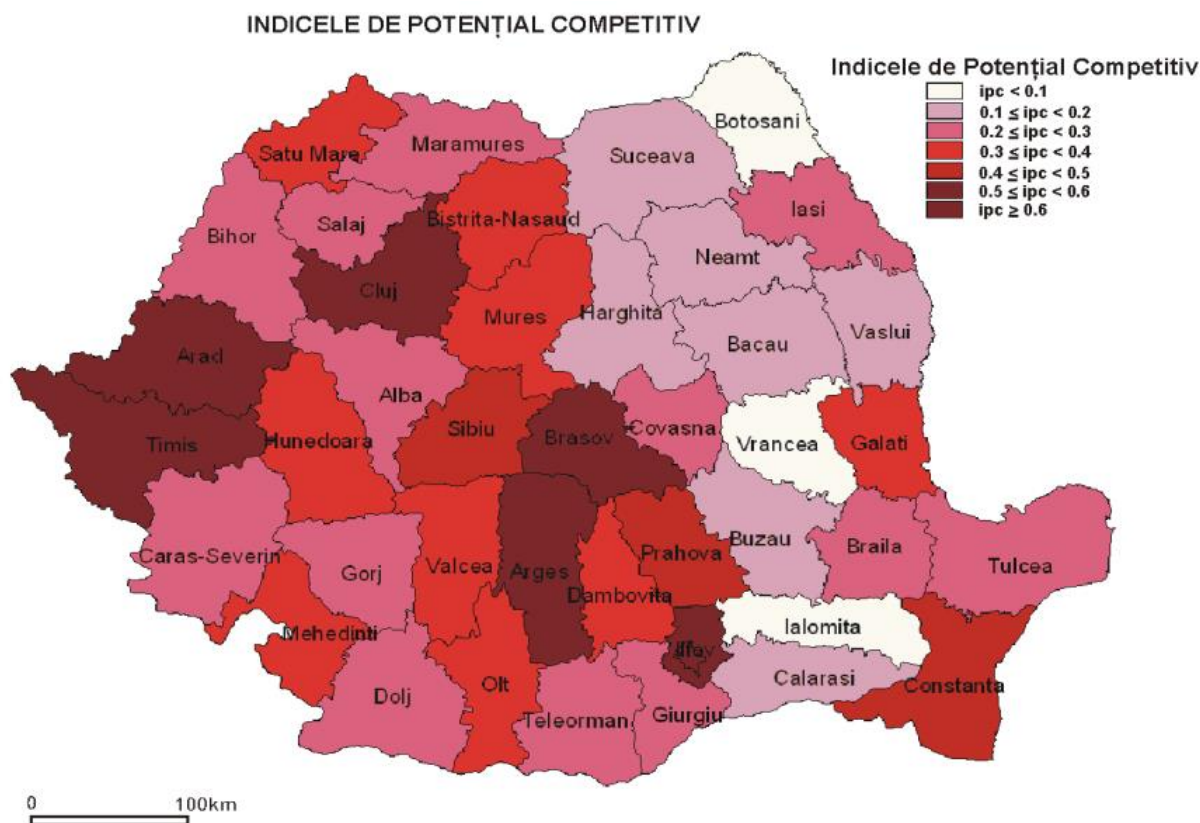 INDICELE DE POTENȚIAL COMPETITIV
Indicele de Potențial Competitiv
ipc < 0.1
0.1 ≤ ipc < 0.2
0.2 ≤ ipc < 0.3
0.3 ≤ ipc < 0.4
0.4 ≤ ipc < 0.5
0.5 ≤ ipc < 0.6
ipc ≥ 0.6
Botosani
Satu Mare
Maramures
Suceava
Iasi
Salaj
Bistrita-Nasaud
Bihor
Neamt
Cluj
Mures
Harghita
Bacau
Vaslui
Arad
Alba
Timis
Hunedoara
Sibiu
Brasov
Covasna
Vrancea
Galati
Caras-Severin
Gorj
Valcea
Arges
Prahova
Buzau
Braila
Tulcea
Dambovita
Mehedinti
Ialomita
Olt
Calarasi
Constanta
Dolj
Teleorman
Giurgiu
0 100km